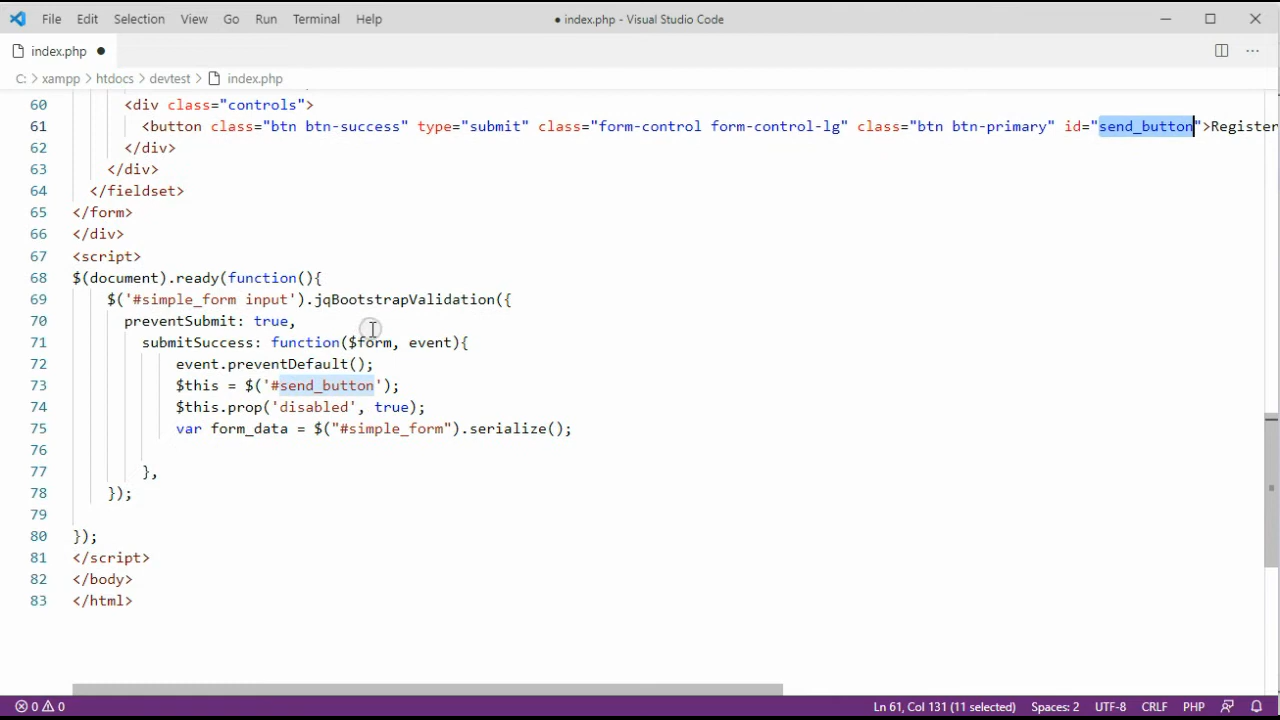 File Edit Selection View Go Run Terminal Help ● index.php - Visual Studio Code
index.php ●
C: > xampp > htdocs > devtest > index.php
60 <div class="controls">
61 <button class="btn btn-success" type="submit" class="form-control form-control-lg" class="btn btn-primary" id="send_button">Register
62 </div>
63 </div>
64 </fieldset>
65 </form>
66 </div>
67 <script>
68 $(document).ready(function(){
69 $('#simple_form input').jqBootstrapValidation({
70 preventSubmit: true,
71 submitSuccess: function($form, event){
72 event.preventDefault();
73 $this = $('#send_button');
74 $this.prop('disabled', true);
75 var form_data = $("#simple_form").serialize();
76
77 },
78 });
79
80 });
81 </script>
82 </body>
83 </html>
0 0 Ln 61, Col 131 (11 selected) Spaces: 2 UTF-8 CRLF PHP